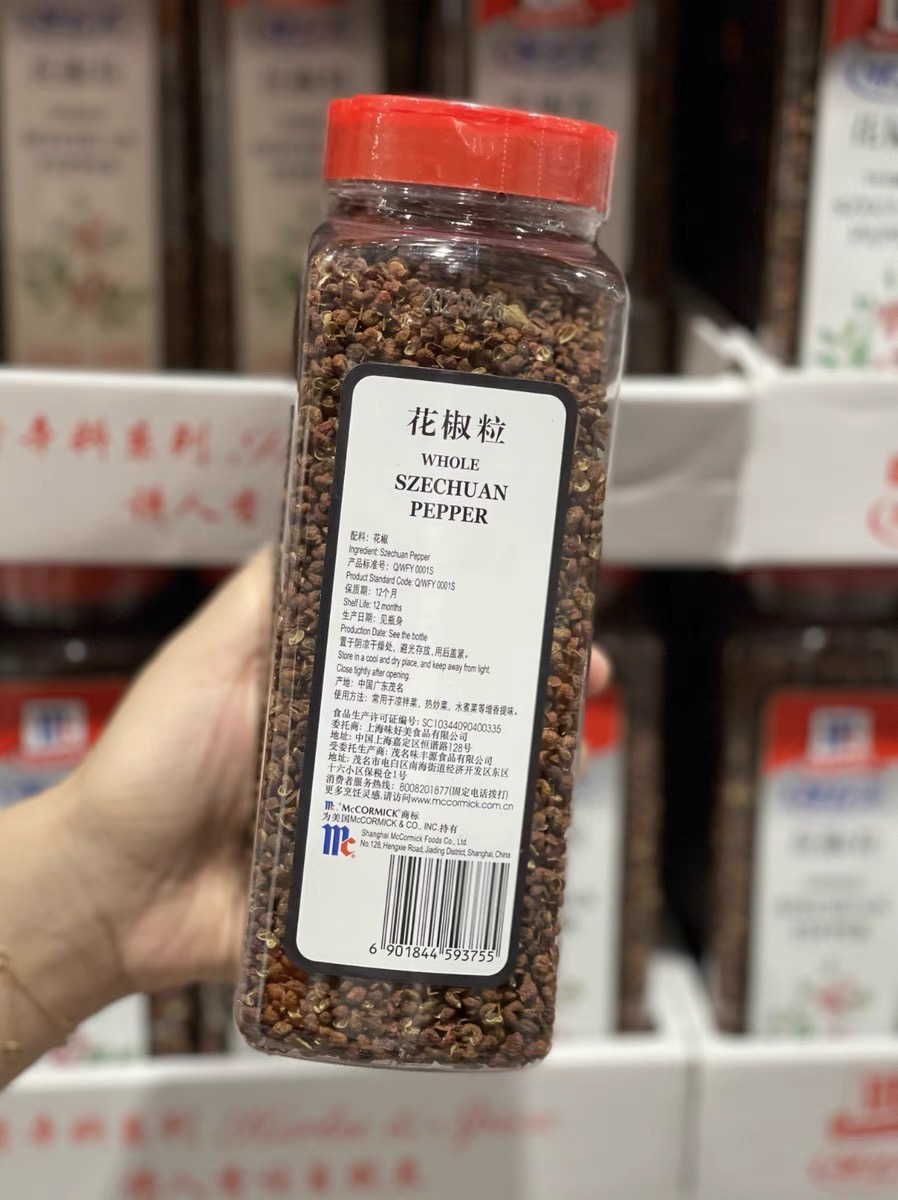 花椒粒
WHOLE
SZECHUAN
PEPPER
配料：花椒
Ingredient: Szechuan Pepper
产品标准号：Q/WFY 0001S
Product Standard Code: Q/WFY 0001S
保质期：12个月
Shelf Life: 12 months
生产日期：见瓶身
Production Date: See the bottle
置于阴凉干燥处，避光存放，用后盖紧。
Store in a cool and dry place, and keep away from light.
Close tightly after opening.
产地：中国广东茂名
使用方法：常用于凉拌菜、热炒菜、水煮菜等增香提味。
食品生产许可证编号：SC10344090400335
委托商：上海味好美食品有限公司
地址：中国上海嘉定区恒谐路128号
受委托生产商：茂名味丰源食品有限公司
地址：茂名市电白区南海街道经济开发区东区
十六小区保税仓1号
消费者服务热线：8008201877(固定电话拨打)
更多烹饪灵感,请访问www.mccormick.com.cn
Mc."McCORMICK"商标
为美国McCORMICK & CO., INC.持有
Mc
Shanghai McCormick Foods Co., Ltd.
No.128, Hengxie Road, Jiading District, Shanghai, China
6 901844 593755